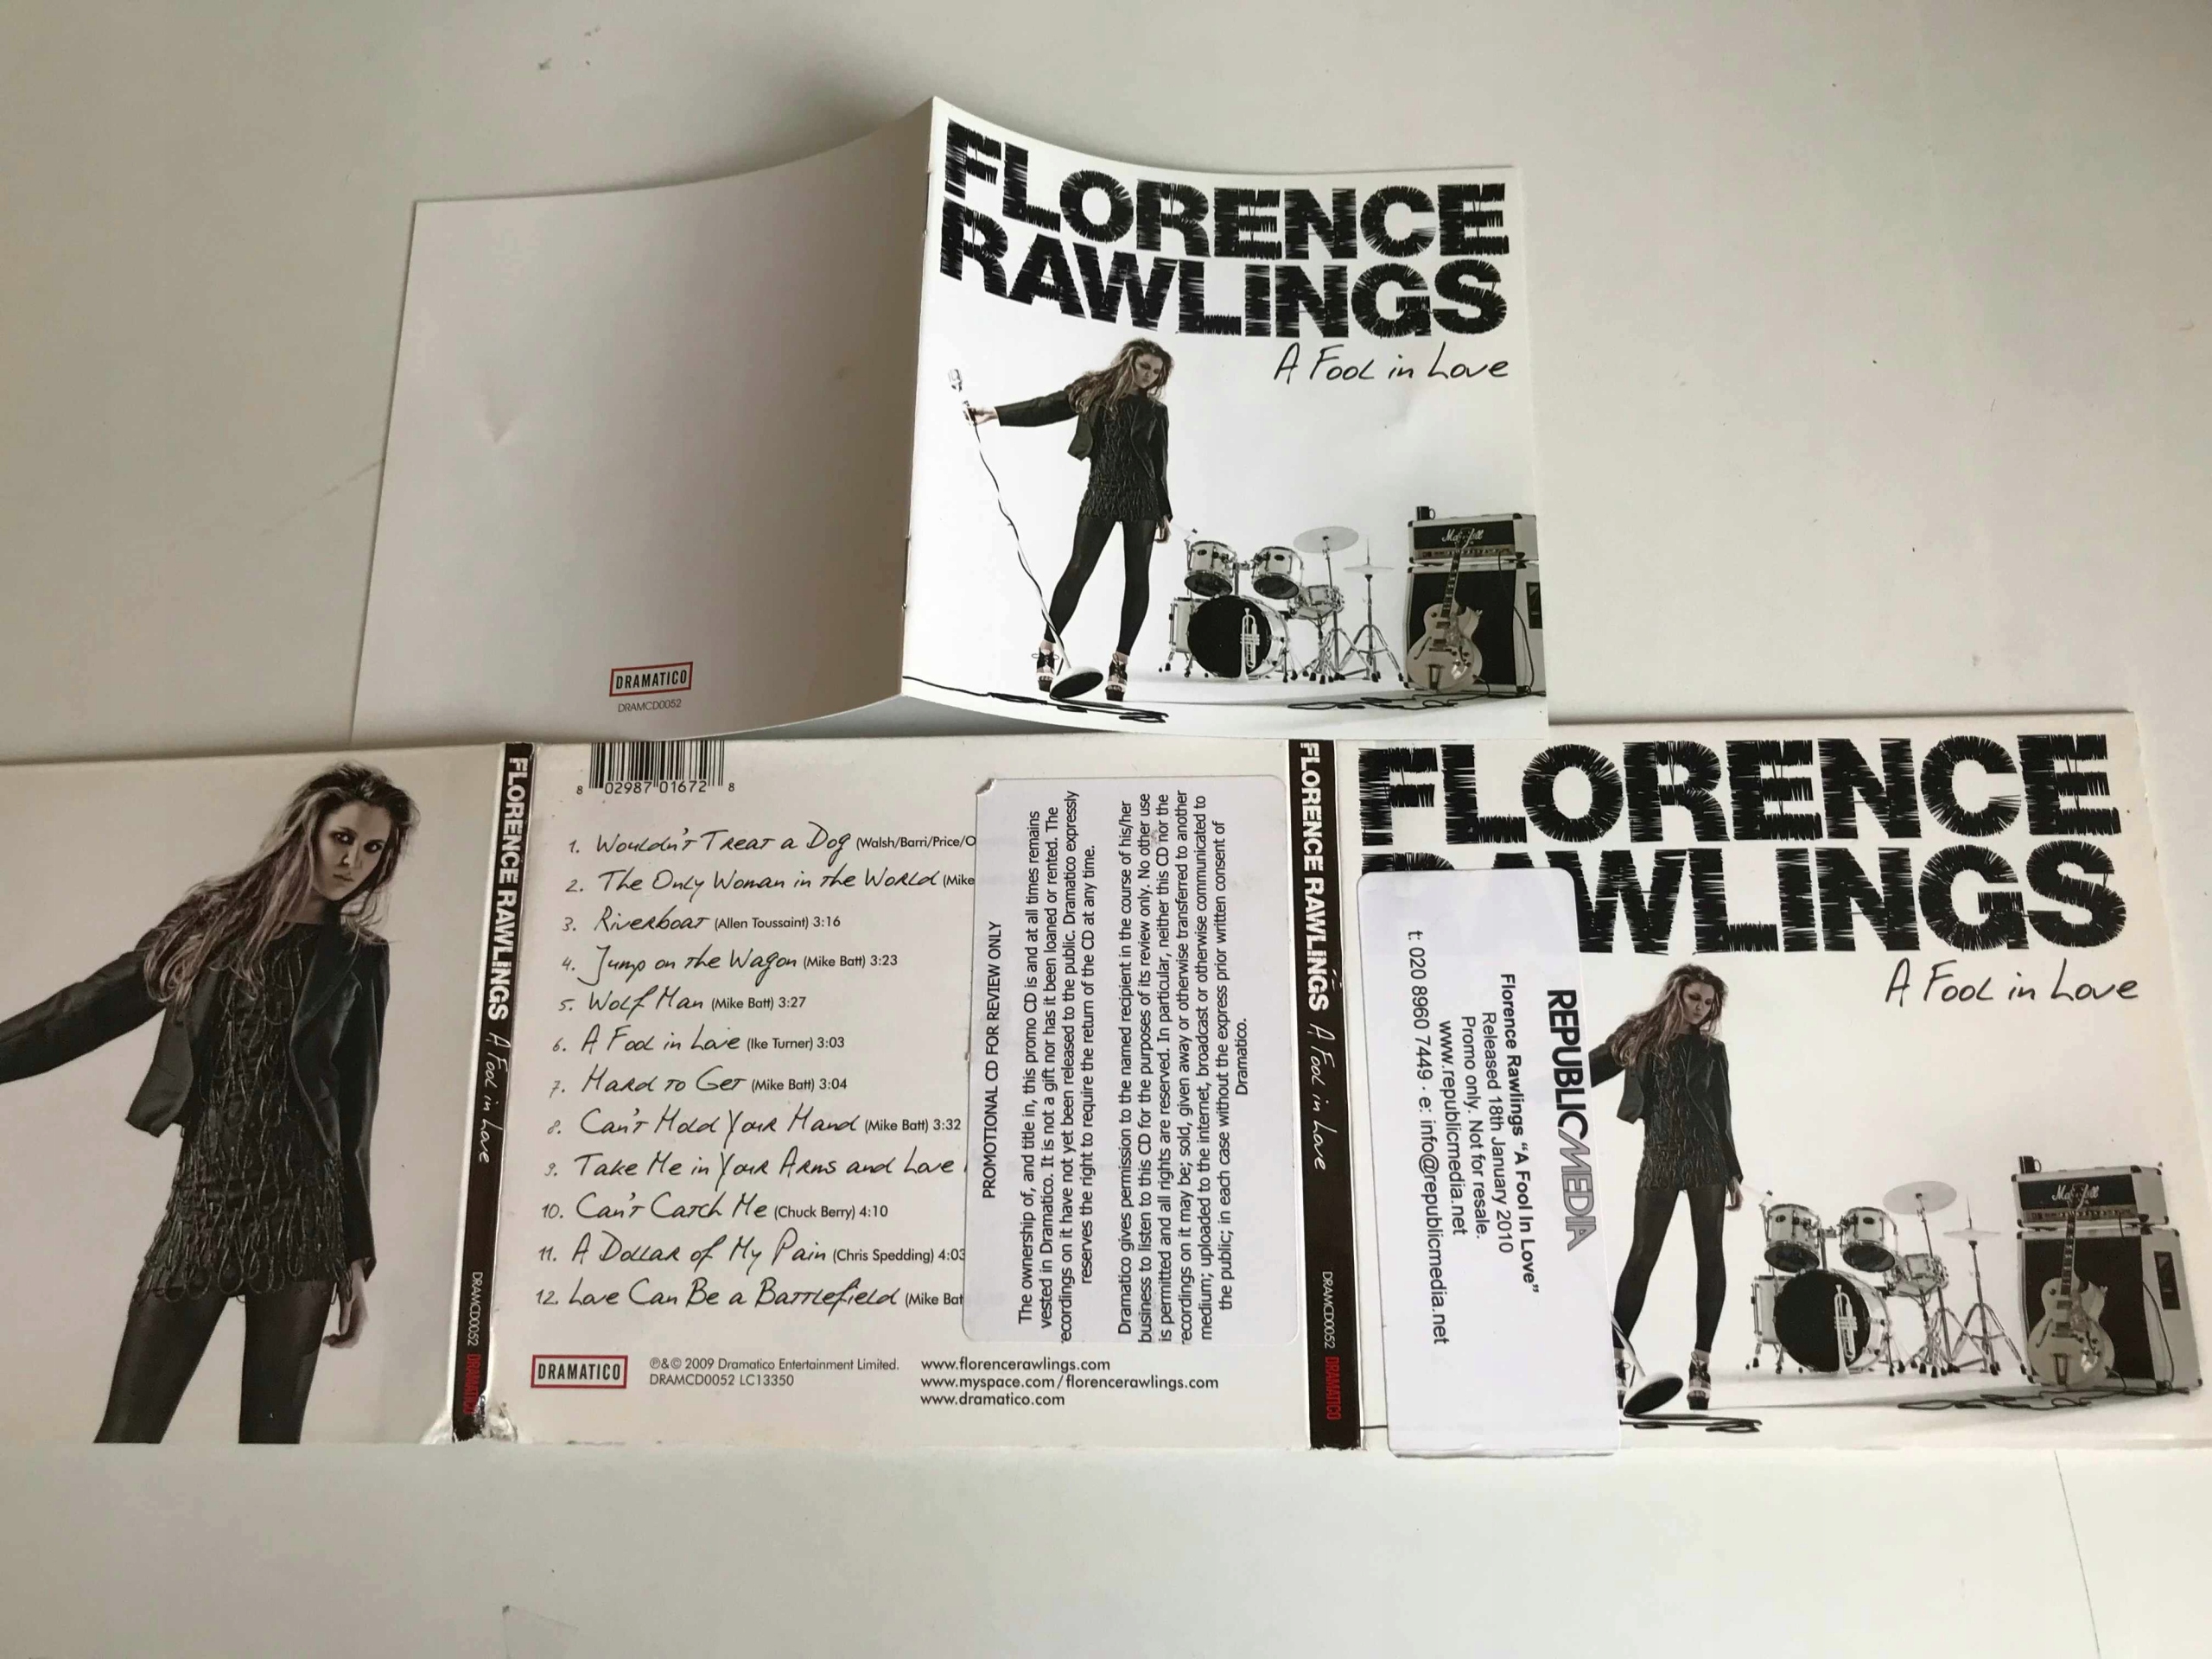 FLORENCE
RAWLINGS
A Fool in Love
Marshall
DRAMATICO
DRAMCD0052
FLORENCE RAWLINGS A Fool in Love DRAMCD0052 DRAMATICO
8 02987 01672 8
1. Wouldn't Treat a Dog (Walsh/Barri/Price/O
2. The Only Woman in the World (Mike
3. Riverboat (Allen Toussaint) 3:16
4. Jump on the Wagon (Mike Batt) 3:23
5. Wolf Man (Mike Batt) 3:27
6. A Fool in Love (Ike Turner) 3:03
7. Hard to Get (Mike Batt) 3:04
8. Can't Hold Your Hand (Mike Batt) 3:32
9. Take Me in Your Arms and Love
10. Can't Catch Me (Chuck Berry) 4:10
11. A Dollar of My Pain (Chris Spedding) 4:03
12. Love Can Be a Battlefield (Mike Bat
DRAMATICO
℗&© 2009 Dramatico Entertainment Limited.
DRAMCD0052 LC13350
www.florencerawlings.com
www.myspace.com/florencerawlings.com
www.dramatico.com
PROMOTIONAL CD FOR REVIEW ONLY
The ownership of, and title in, this promo CD is and at all times remains
vested in Dramatico. It is not a gift nor has it been loaned or rented. The
recordings on it have not yet been released to the public. Dramatico expressly
reserves the right to require the return of the CD at any time.
Dramatico gives permission to the named recipient in the course of his/her
business to listen to this CD for the purposes of its review only. No other use
is permitted and all rights are reserved. In particular, neither this CD nor the
recordings on it may be; sold, given away or otherwise transferred to another
medium; uploaded to the internet, broadcast or otherwise communicated to
the public; in each case without the express prior written consent of
Dramatico.
FLORENCE RAWLINGS A Fool in Love DRAMCD0052 DRAMATICO
FLORENCE
RAWLINGS
A Fool in Love
REPUBLICMEDIA
Florence Rawlings "A Fool In Love"
Released 18th January 2010
Promo only. Not for resale.
www.republicmedia.net
t: 020 8960 7449 · e: info@republicmedia.net
Marshall